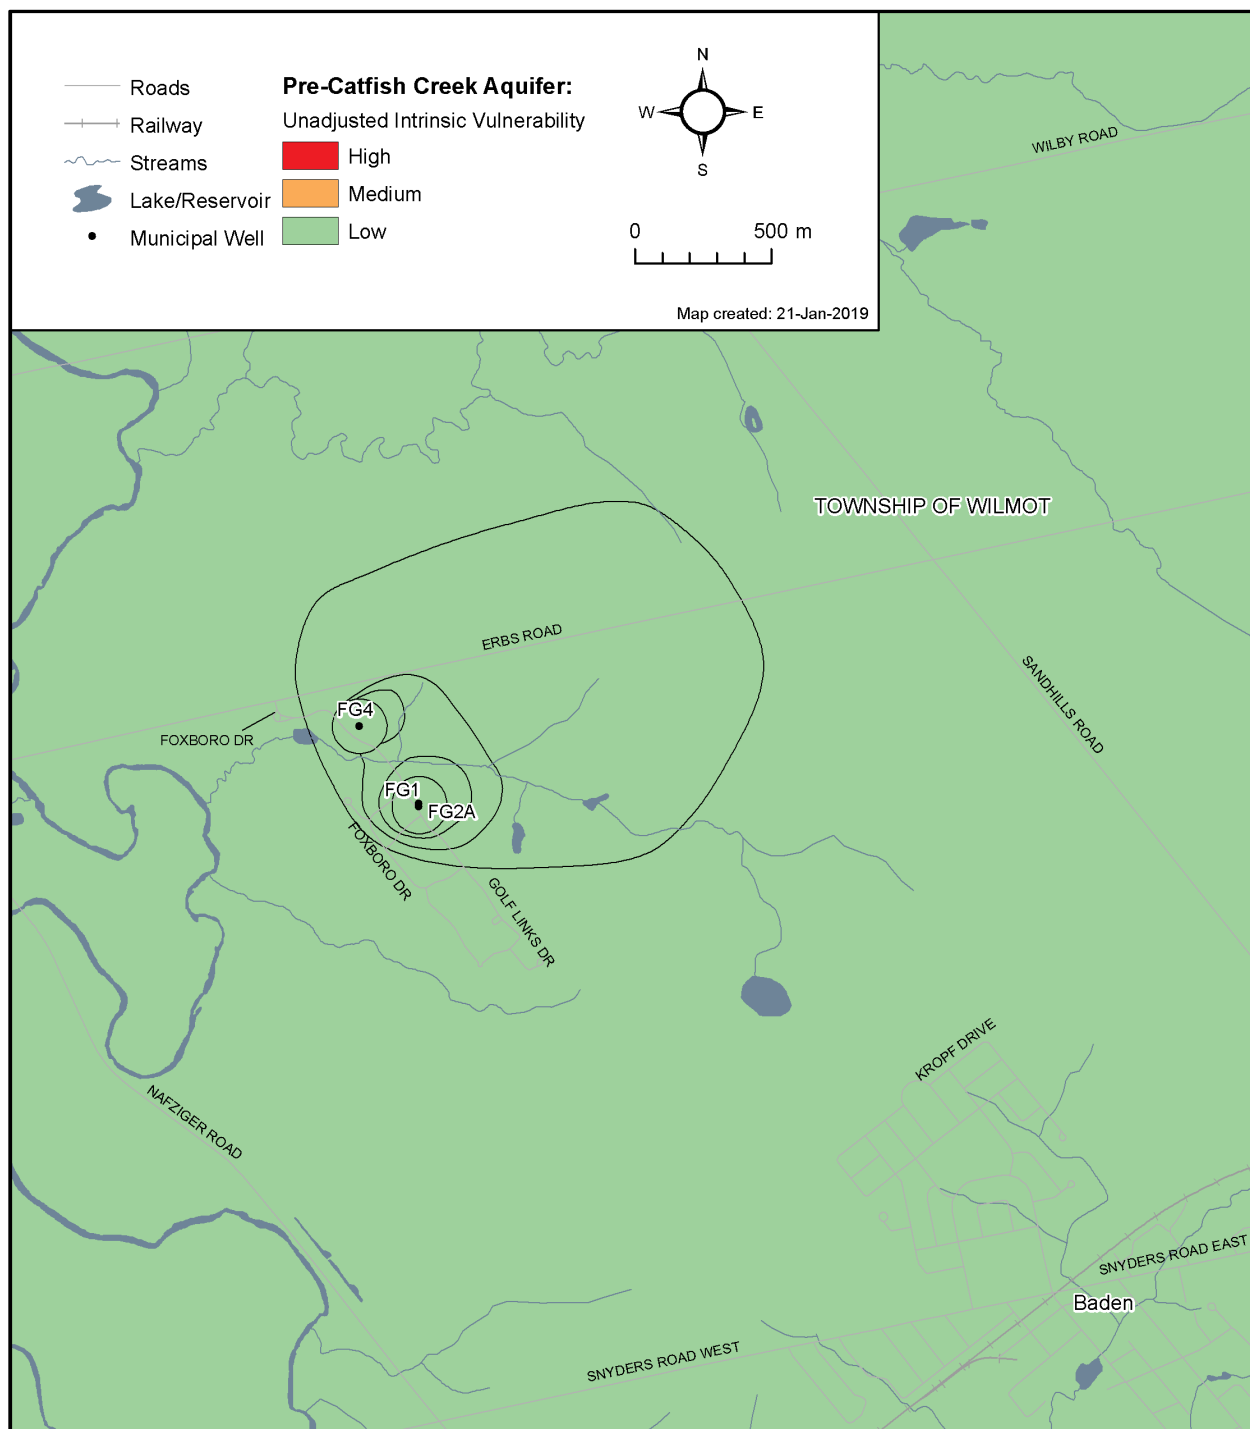 Roads
Railway
Streams
Lake/Reservoir
Municipal Well
Pre-Catfish Creek Aquifer:
Unadjusted Intrinsic Vulnerability
High
Medium
Low
N
W
E
S
0
500 m
Map created: 21-Jan-2019
WILBY ROAD
TOWNSHIP OF WILMOT
ERBS ROAD
SANDHILLS ROAD
FG4
FOXBORO DR
FG1
FG2A
FOXBORO DR
GOLF LINKS DR
KROPF DRIVE
NAFZIGER ROAD
SNYDERS ROAD EAST
Baden
SNYDERS ROAD WEST